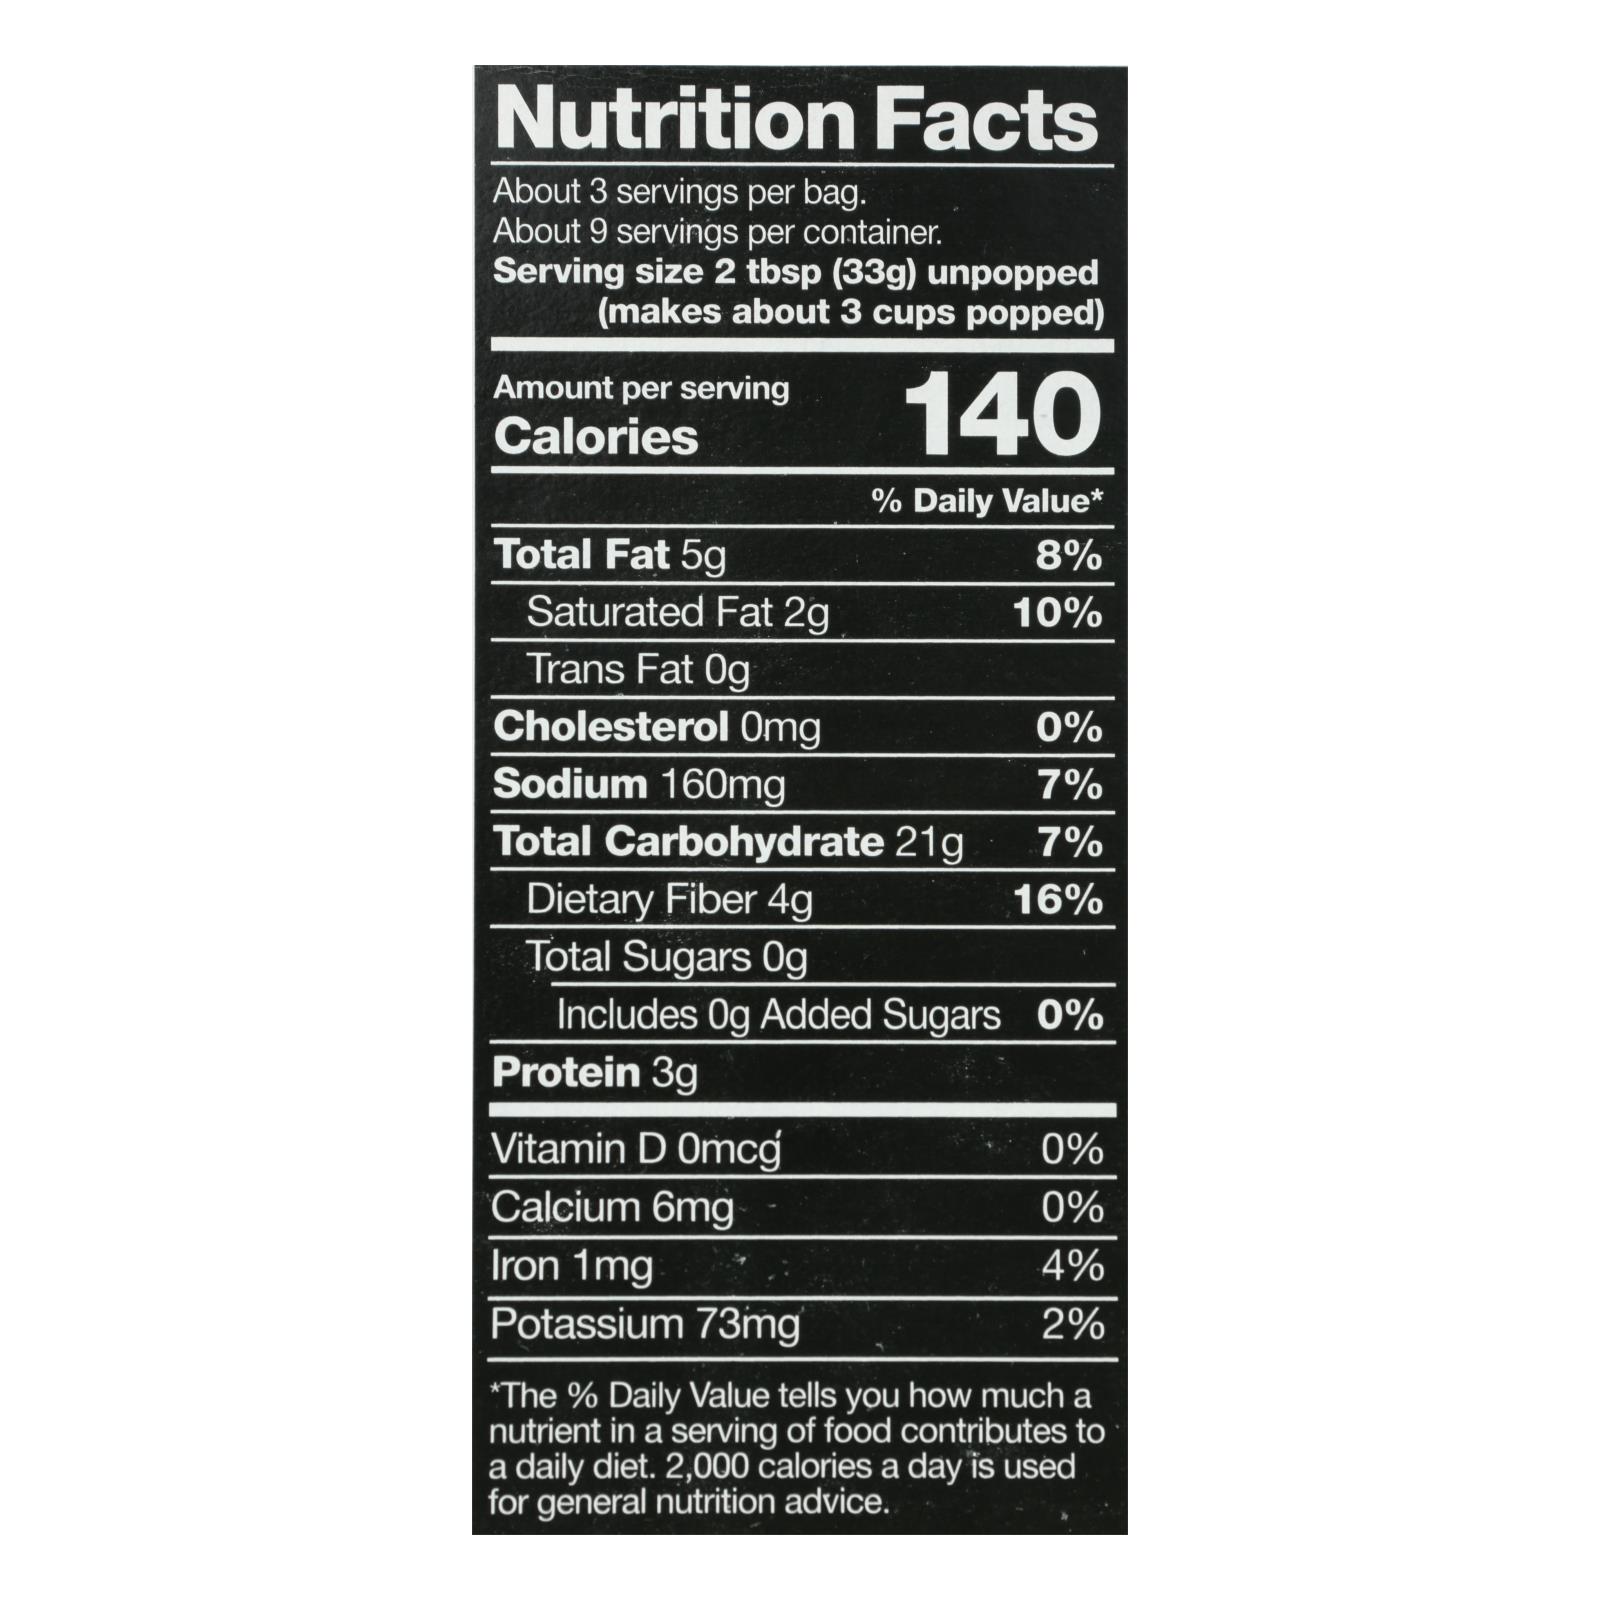 Nutrition Facts
About 3 servings per bag.
About 9 servings per container.
Serving size 2 tbsp (33g) unpopped
(makes about 3 cups popped)
Amount per serving
Calories 140
% Daily Value*
Total Fat 5g 8%
Saturated Fat 2g 10%
Trans Fat 0g
Cholesterol 0mg 0%
Sodium 160mg 7%
Total Carbohydrate 21g 7%
Dietary Fiber 4g 16%
Total Sugars 0g
Includes 0g Added Sugars 0%
Protein 3g
Vitamin D 0mcg 0%
Calcium 6mg 0%
Iron 1mg 4%
Potassium 73mg 2%
*The % Daily Value tells you how much a
nutrient in a serving of food contributes to
a daily diet. 2,000 calories a day is used
for general nutrition advice.